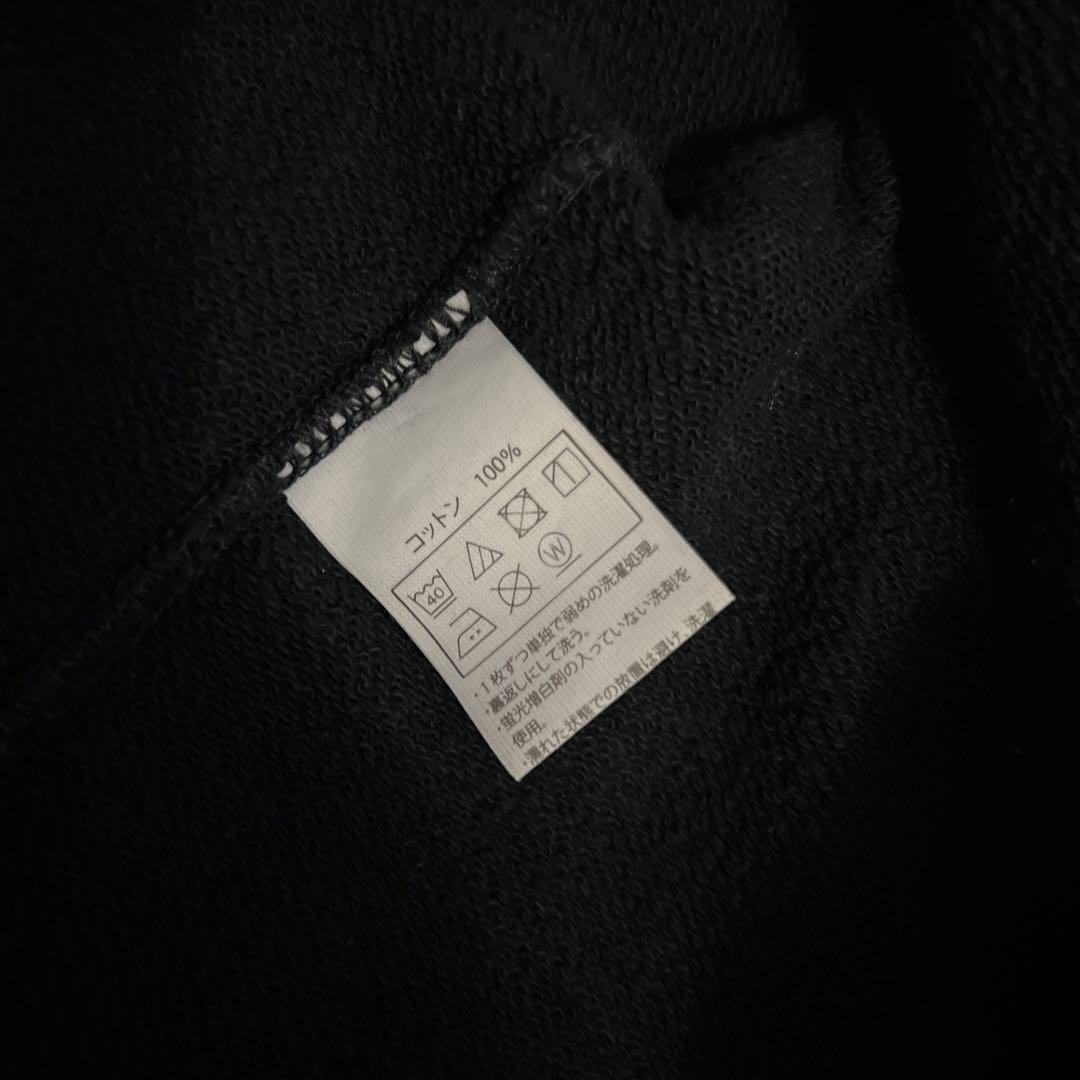 コットン 100%
40
W
・1枚ずつ単独で弱めの洗濯処理。
・裏返しにして洗う。
・蛍光増白剤の入っていない洗剤を
使用。
・濡れた状態での放置は避け、洗濯